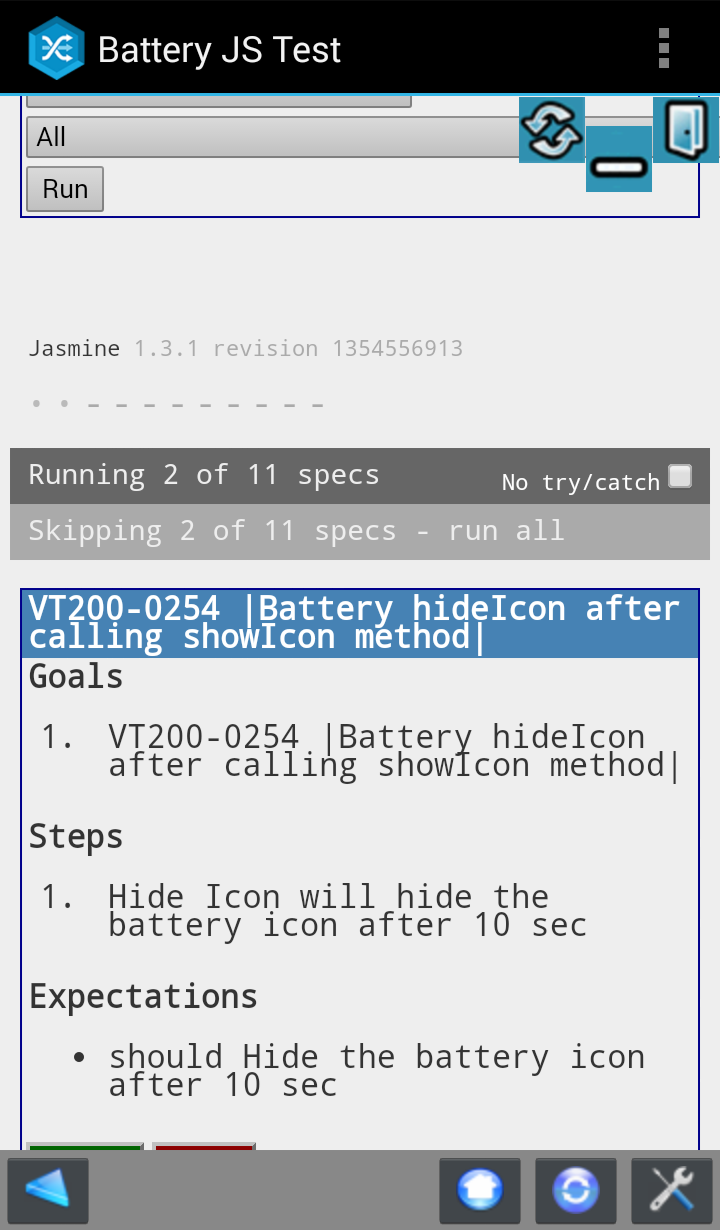 Battery JS Test
All
Run
Jasmine 1.3.1 revision 1354556913
Running 2 of 11 specs
No try/catch
Skipping 2 of 11 specs - run all
VT200-0254 |Battery hideIcon after
calling showIcon method|
Goals
1. VT200-0254 |Battery hideIcon
after calling showIcon method|
Steps
1. Hide Icon will hide the
battery icon after 10 sec
Expectations
• should Hide the battery icon
after 10 sec